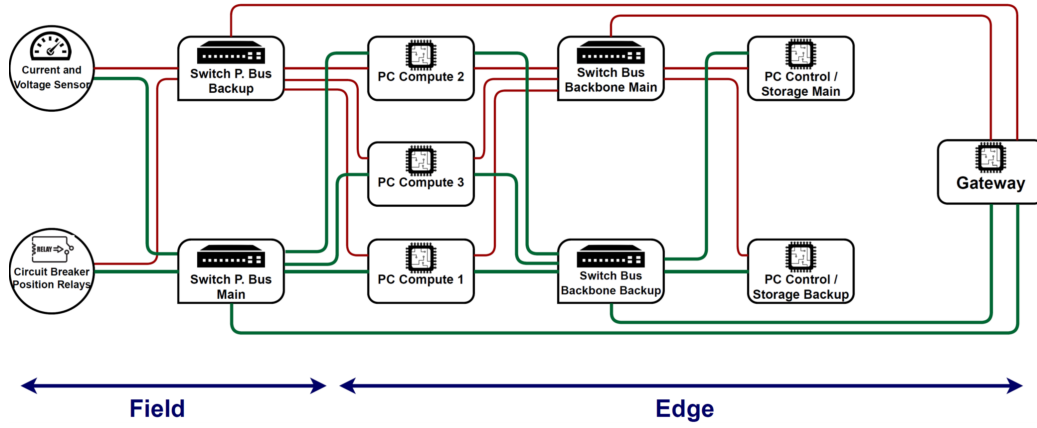 Current and
Voltage Sensor
Switch P. Bus
Backup
PC Compute 2
Switch Bus
Backbone Main
PC Control /
Storage Main
PC Compute 3
Gateway
RELAY
Circuit Breaker
Position Relays
Switch P. Bus
Main
PC Compute 1
Switch Bus
Backbone Backup
PC Control /
Storage Backup
Field
Edge